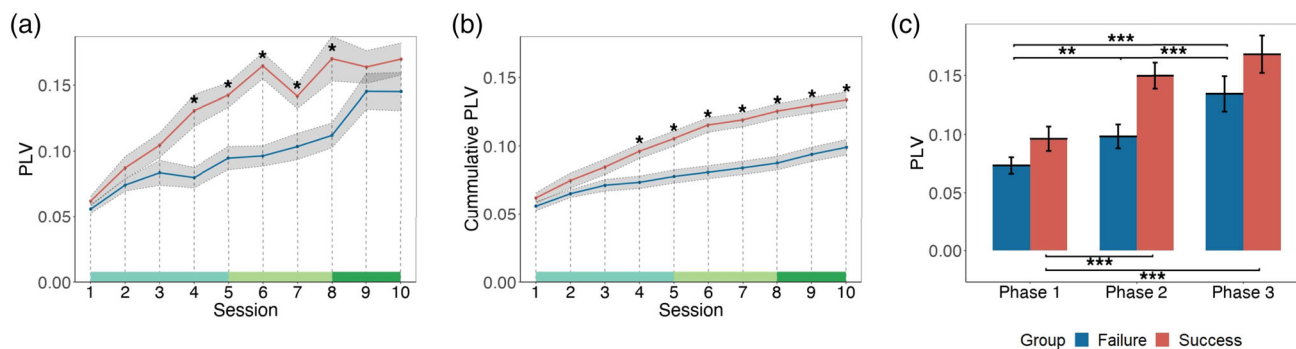 (a)
PLV
0.15
0.10
0.05
0.00
* * * * *
1 2 3 4 5 6 7 8 9 10
Session
(b)
Cummulative PLV
0.15
0.10
0.05
0.00
* * * * * * *
1 2 3 4 5 6 7 8 9 10
Session
(c)
PLV
0.15
0.10
0.05
0.00
***
** ***
***
***
Phase 1 Phase 2 Phase 3
Group Failure Success